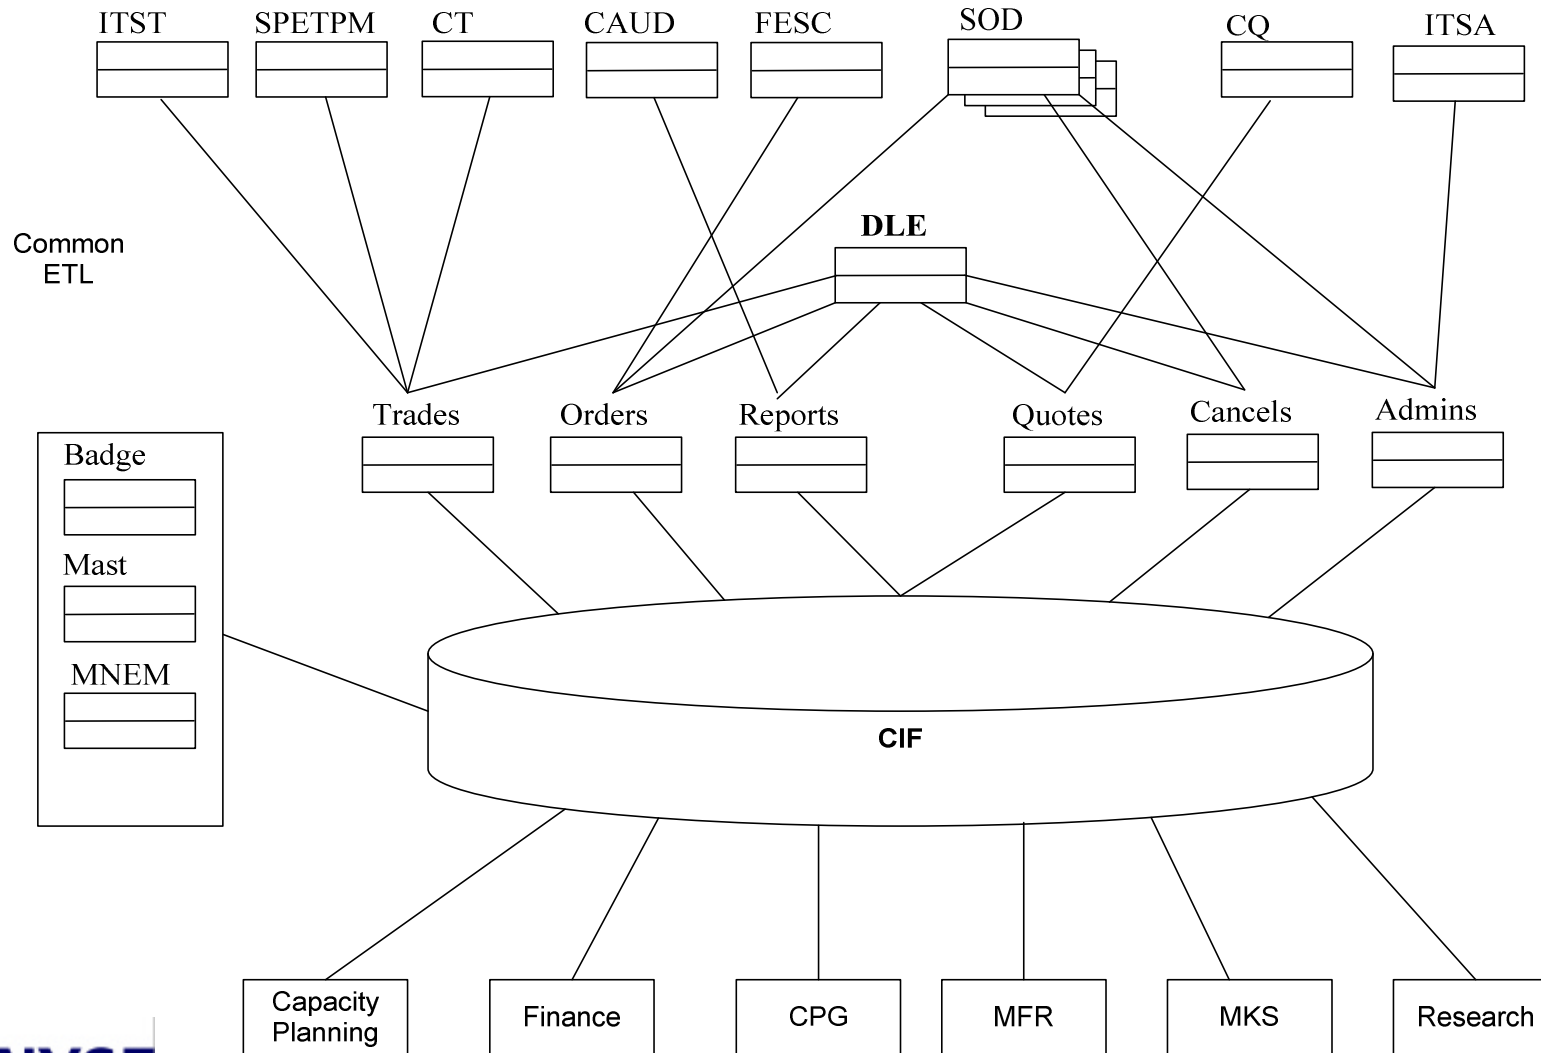 ITST
SPETPM
CT
CAUD
FESC
SOD
CQ
ITSA
Common
ETL
DLE
Trades
Orders
Reports
Quotes
Cancels
Admins
Badge
Mast
MNEM
CIF
Capacity
Planning
Finance
CPG
MFR
MKS
Research